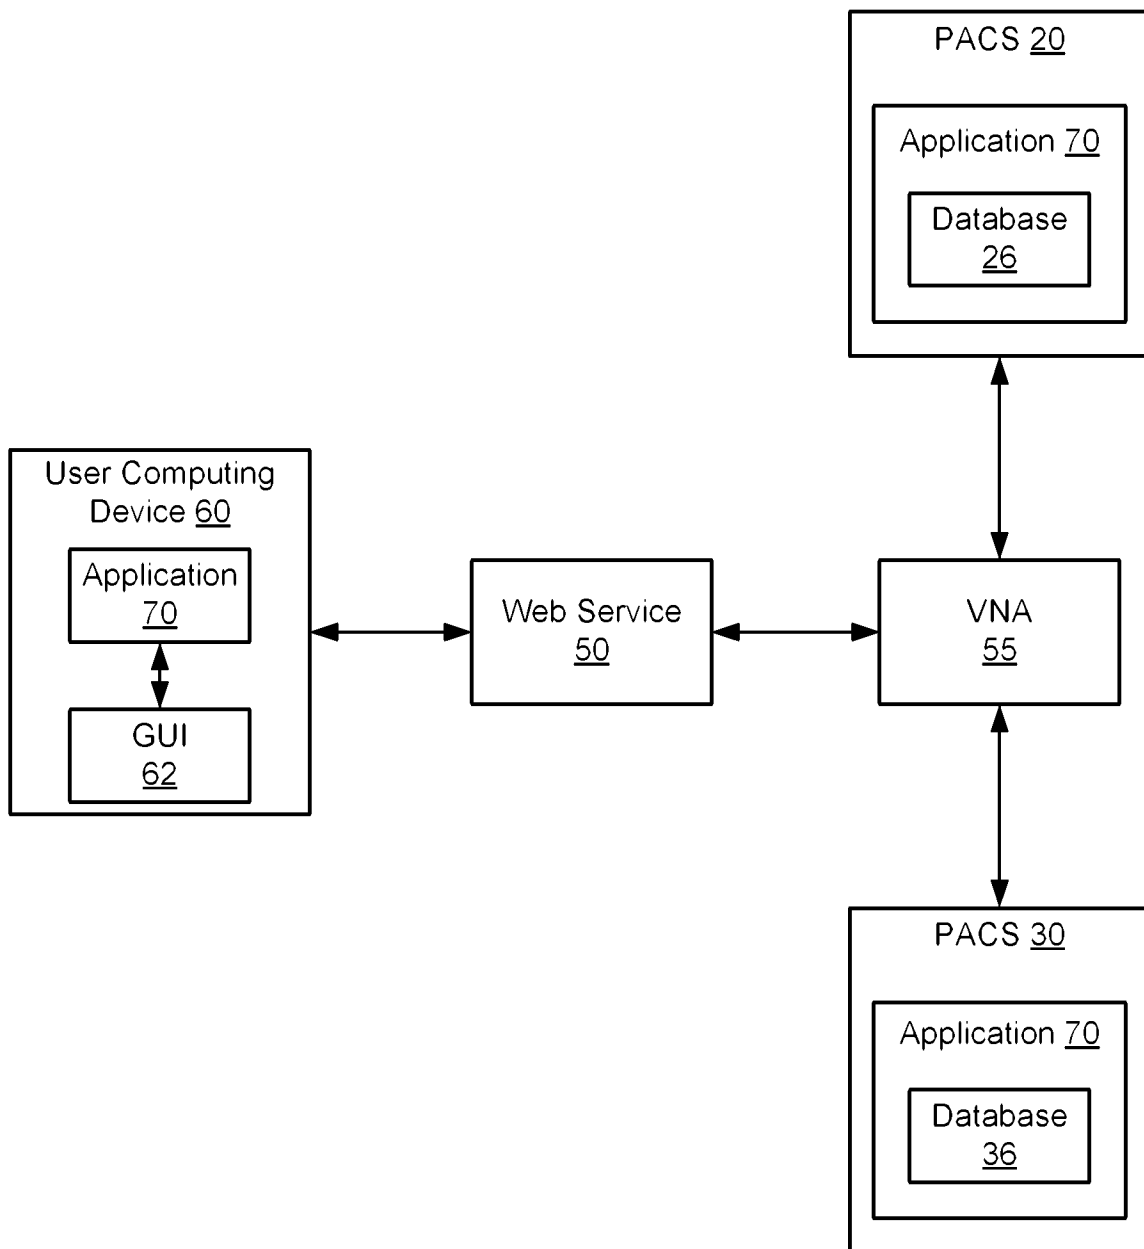 PACS 20
Application 70
Database
26
User Computing
Device 60
Application
70
GUI
62
Web Service
50
VNA
55
PACS 30
Application 70
Database
36